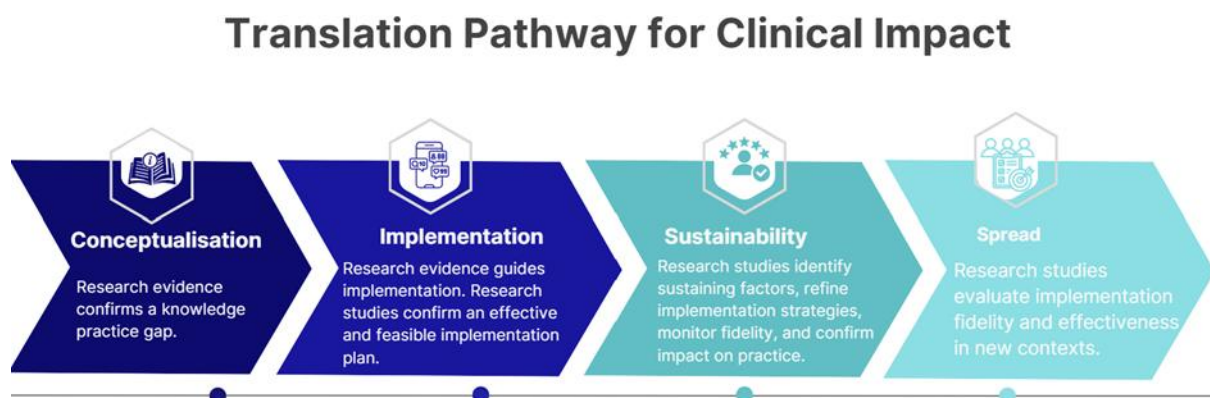 Translation Pathway for Clinical Impact
Conceptualisation
Research evidence
confirms a knowledge
practice gap.
Implementation
Research evidence guides
implementation. Research
studies confirm an effective
and feasible implementation
plan.
Sustainability
Research studies identify
sustaining factors, refine
implementation strategies,
monitor fidelity, and confirm
impact on practice.
Spread
Research studies
evaluate implementation
fidelity and effectiveness
in new contexts.